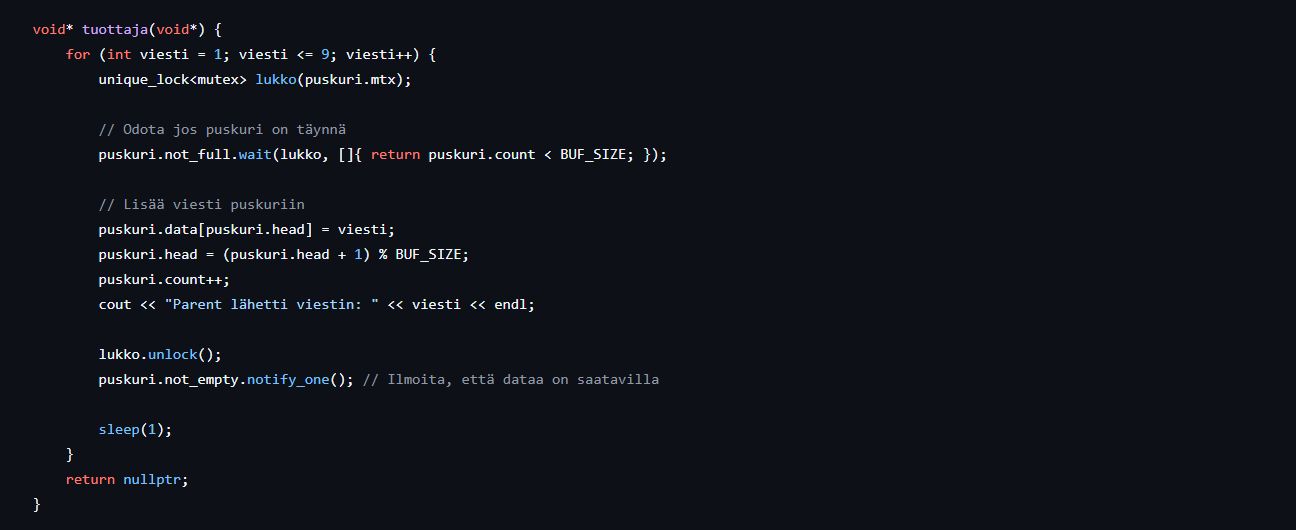 void* tuottaja(void*) {
    for (int viesti = 1; viesti <= 9; viesti++) {
        unique_lock<mutex> lukko(puskuri.mtx);
        // Odota jos puskuri on täynnä
        puskuri.not_full.wait(lukko, []{ return puskuri.count < BUF_SIZE; });
        // Lisää viesti puskuriin
        puskuri.data[puskuri.head] = viesti;
        puskuri.head = (puskuri.head + 1) % BUF_SIZE;
        puskuri.count++;
        cout << "Parent lähetti viestin: " << viesti << endl;
        lukko.unlock();
        puskuri.not_empty.notify_one(); // Ilmoita, että dataa on saatavilla
        sleep(1);
    }
    return nullptr;
}